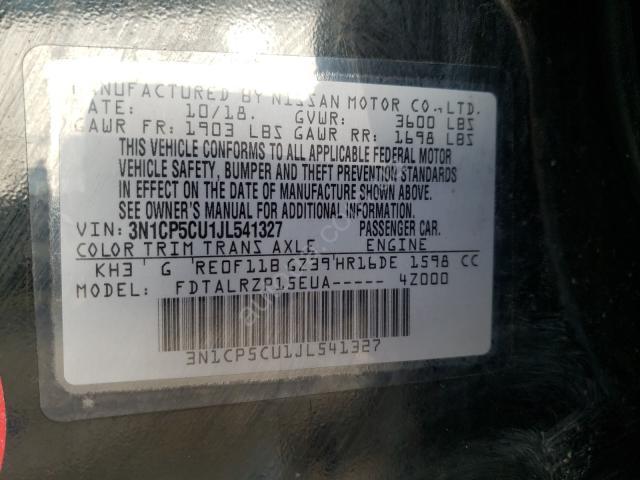 MANUFACTURED BY NISSAN MOTOR CO., LTD.
DATE: 10/18. GVWR: 3600 LBS
GAWR FR: 1903 LBS GAWR RR: 1698 LBS
THIS VEHICLE CONFORMS TO ALL APPLICABLE FEDERAL MOTOR
VEHICLE SAFETY, BUMPER AND THEFT PREVENTION STANDARDS
IN EFFECT ON THE DATE OF MANUFACTURE SHOWN ABOVE.
SEE OWNER'S MANUAL FOR ADDITIONAL INFORMATION.
VIN: 3N1CP5CU1JL541327 PASSENGER CAR.
COLOR TRIM TRANS AXLE ENGINE
KH3 G RE0F11B GZ39 HR16DE 1598 CC
MODEL FDTALRZP15EUA----- 4Z000
3N1CP5CU1JL541327